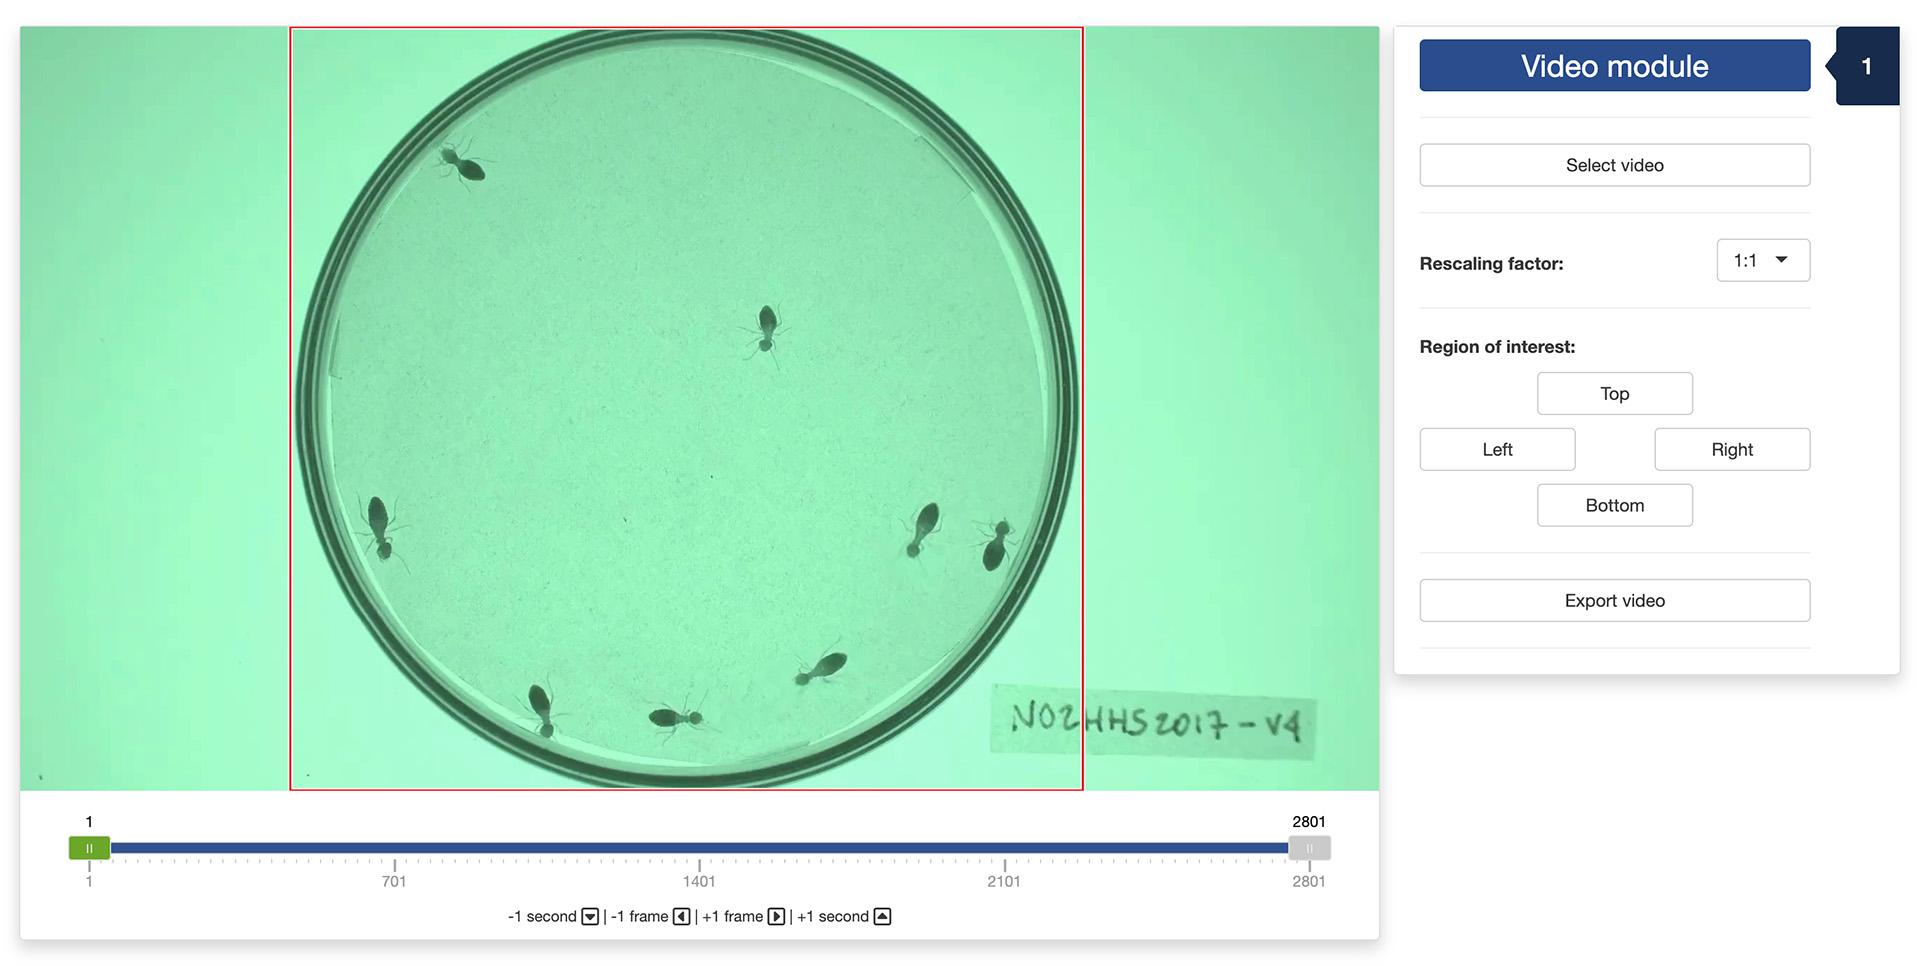 Video module
1
Select video
Rescaling factor:
1:1
Region of interest:
Top
Left
Right
Bottom
Export video
NO2HHS2017-V4
1
2801
1
701
1401
2101
2801
-1 second | -1 frame | +1 frame | +1 second